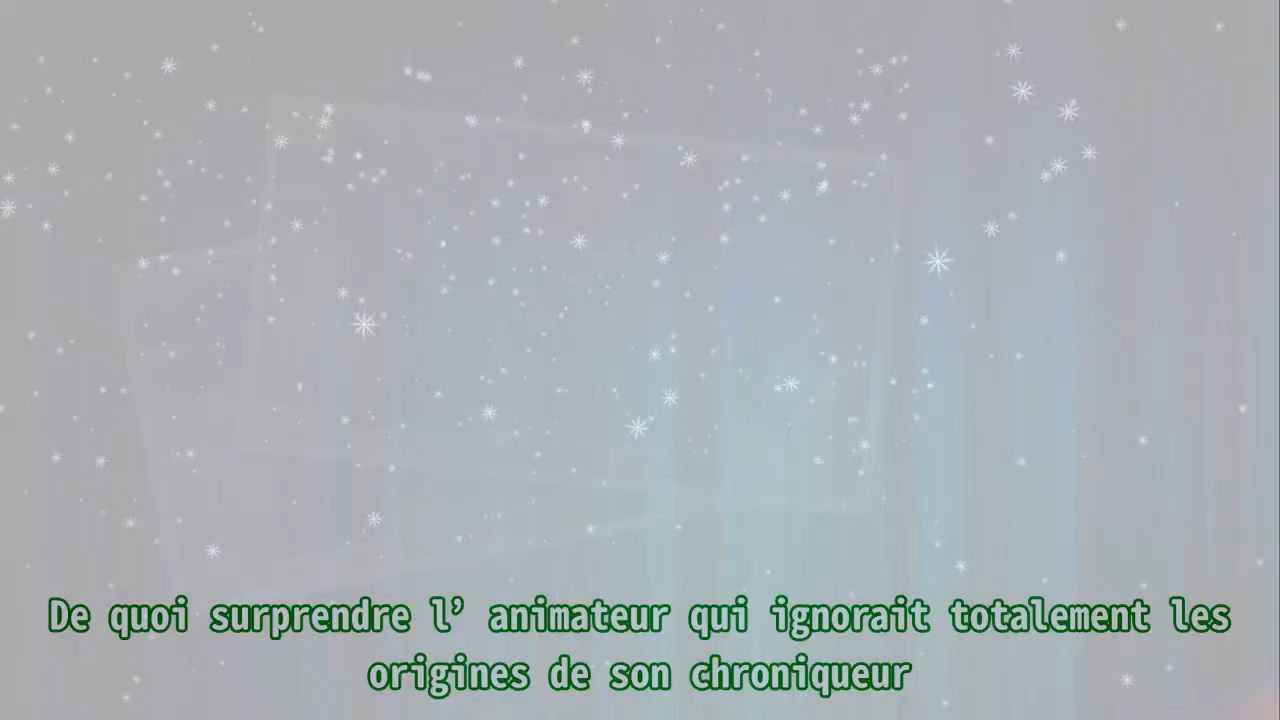 De quoi surprendre l’ animateur qui ignorait totalement les
origines de son chroniqueur